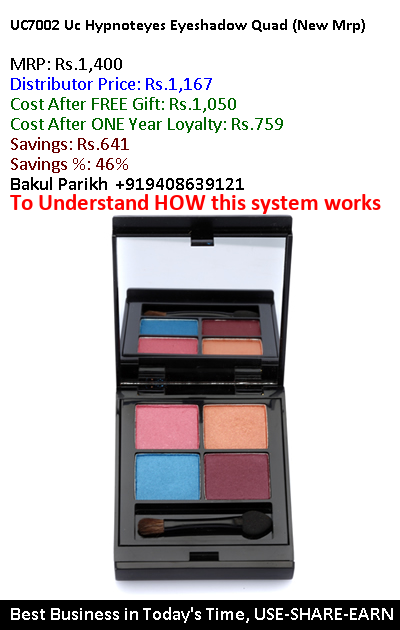 UC7002 Uc Hypnoteyes Eyeshadow Quad (New Mrp)
MRP: Rs.1,400
Distributor Price: Rs.1,167
Cost After FREE Gift: Rs.1,050
Cost After ONE Year Loyalty: Rs.759
Savings: Rs.641
Savings %: 46%
Bakul Parikh +919408639121
To Understand HOW this system works
Best Business in Today's Time, USE-SHARE-EARN